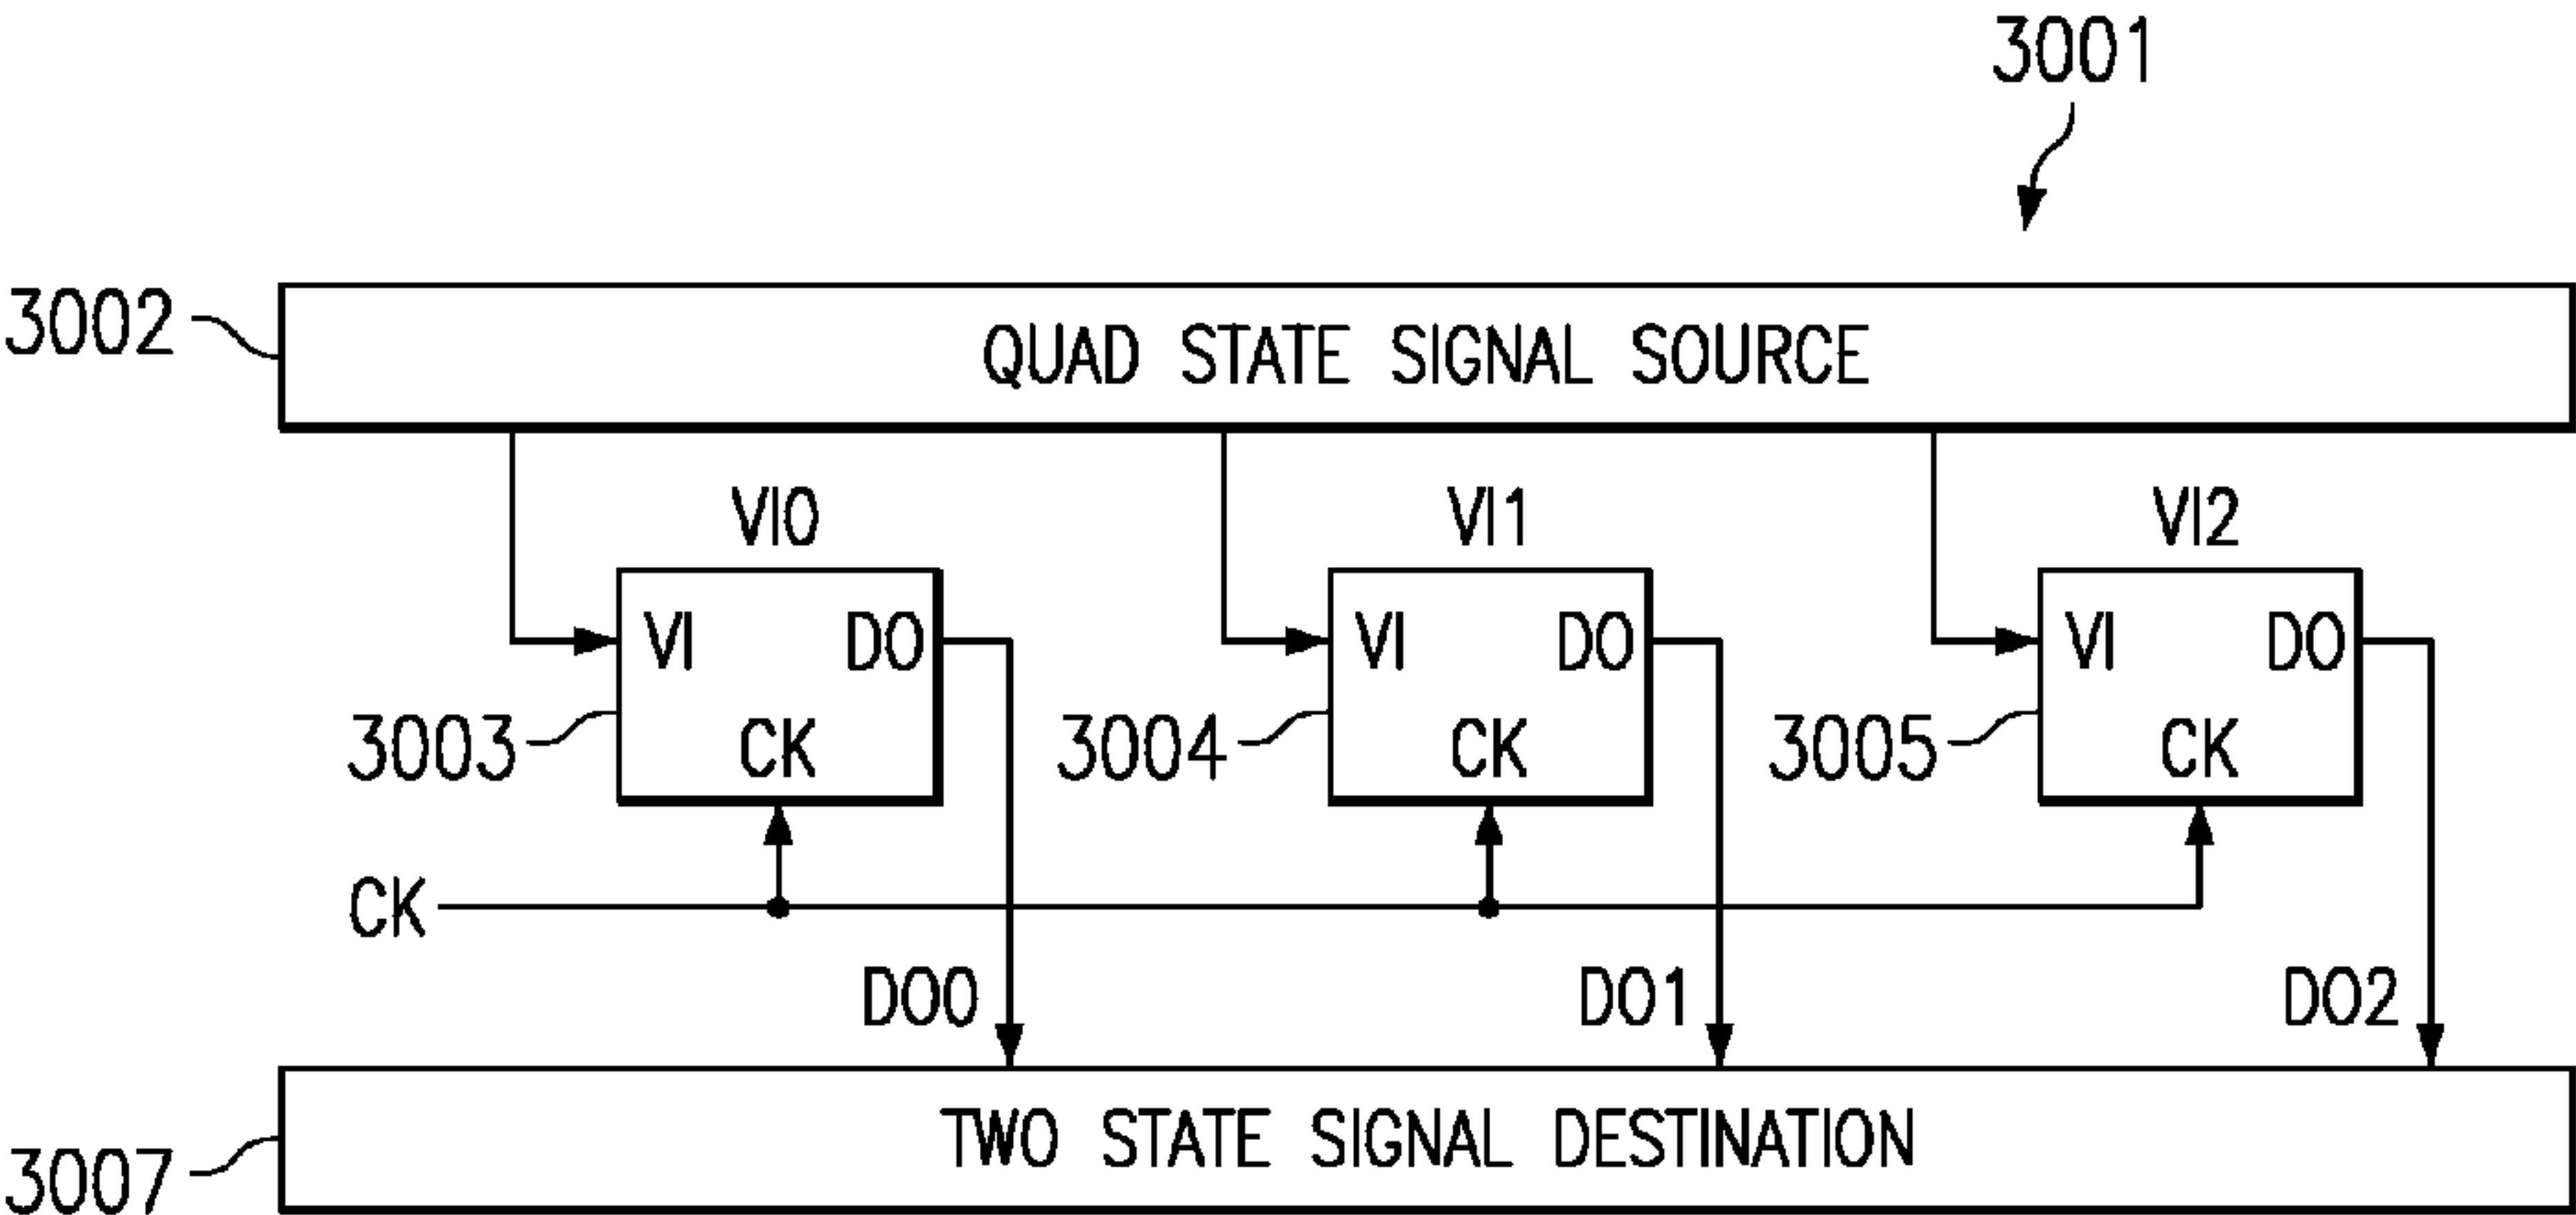 3001
3002
QUAD STATE SIGNAL SOURCE
VI0
VI1
VI2
VI DO
VI DO
VI DO
3003
CK
3004
CK
3005
CK
CK
DO0
DO1
DO2
TWO STATE SIGNAL DESTINATION
3007